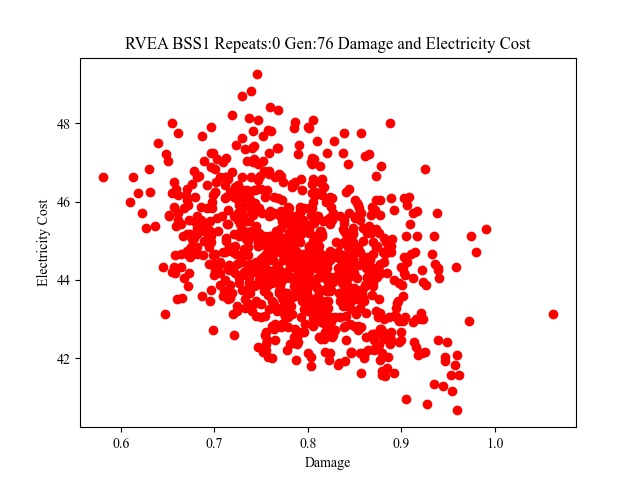 RVEA BSS1 Repeats:0 Gen:76 Damage and Electricity Cost
48
46
44
42
Electricity Cost
0.6 0.7 0.8 0.9 1.0
Damage